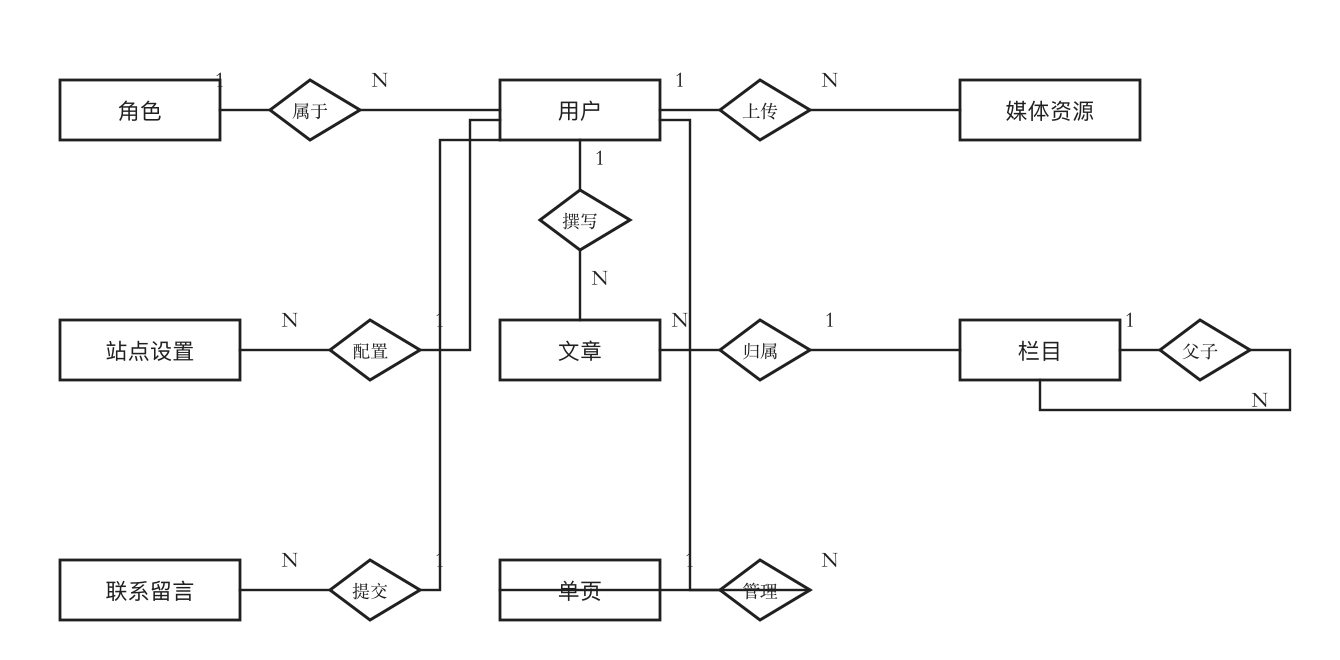 角色 1 属于 N 用户 1 上传 N 媒体资源
1
撰写
N
站点设置 N 配置 1 文章 N 归属 1 栏目 1 父子
N
联系留言 N 提交 1 单页 1 管理 N